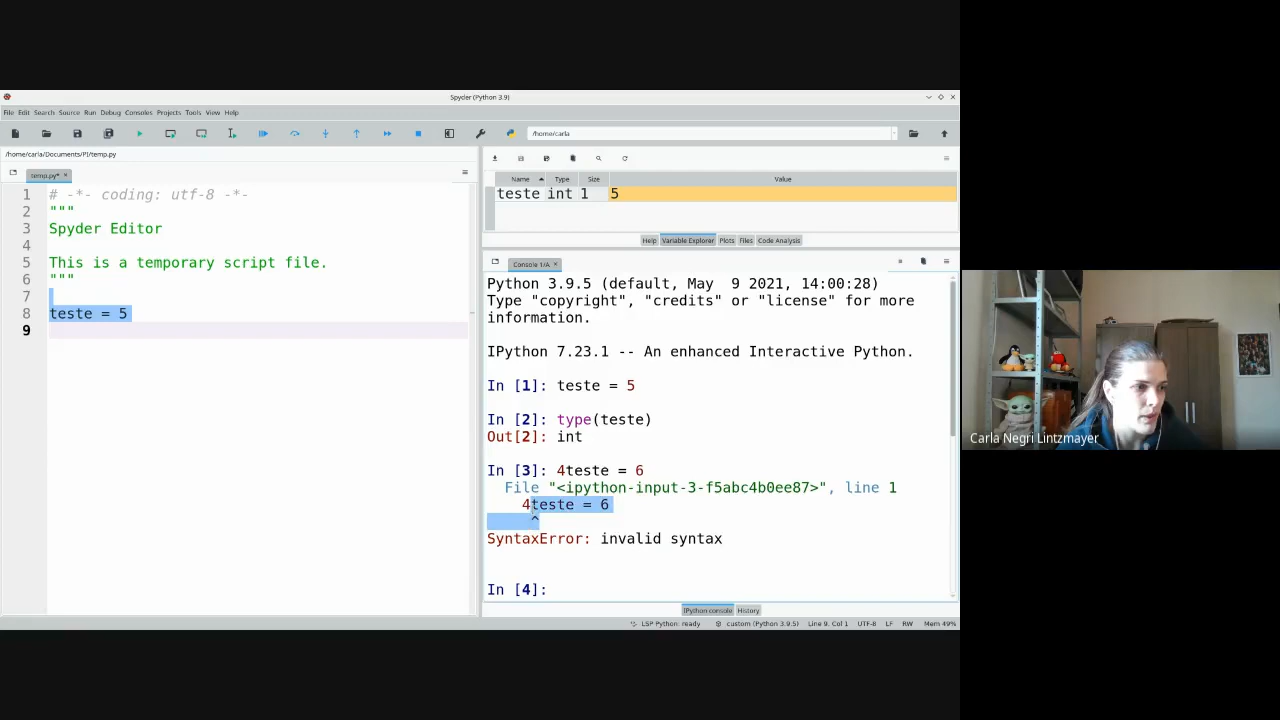 Spyder (Python 3.9)
File Edit Search Source Run Debug Consoles Projects Tools View Help
/home/carla
/home/carla/Documents/PI/temp.py
temp.py*
1 # -*- coding: utf-8 -*-
2 """
3 Spyder Editor
4
5 This is a temporary script file.
6 """
7
8 teste = 5
9
Name Type Size Value
teste int 1 5
Help Variable Explorer Plots Files Code Analysis
Console 1/A
Python 3.9.5 (default, May  9 2021, 14:00:28)
Type "copyright", "credits" or "license" for more
information.
IPython 7.23.1 -- An enhanced Interactive Python.
In [1]: teste = 5
In [2]: type(teste)
Out[2]: int
In [3]: 4teste = 6
File "<ipython-input-3-f5abc4b0ee87>", line 1
4teste = 6
^
SyntaxError: invalid syntax
In [4]:
IPython console History
LSP Python: ready custom (Python 3.9.5) Line 9, Col 1 UTF-8 LF RW Mem 49%
Carla Negri Lintzmayer